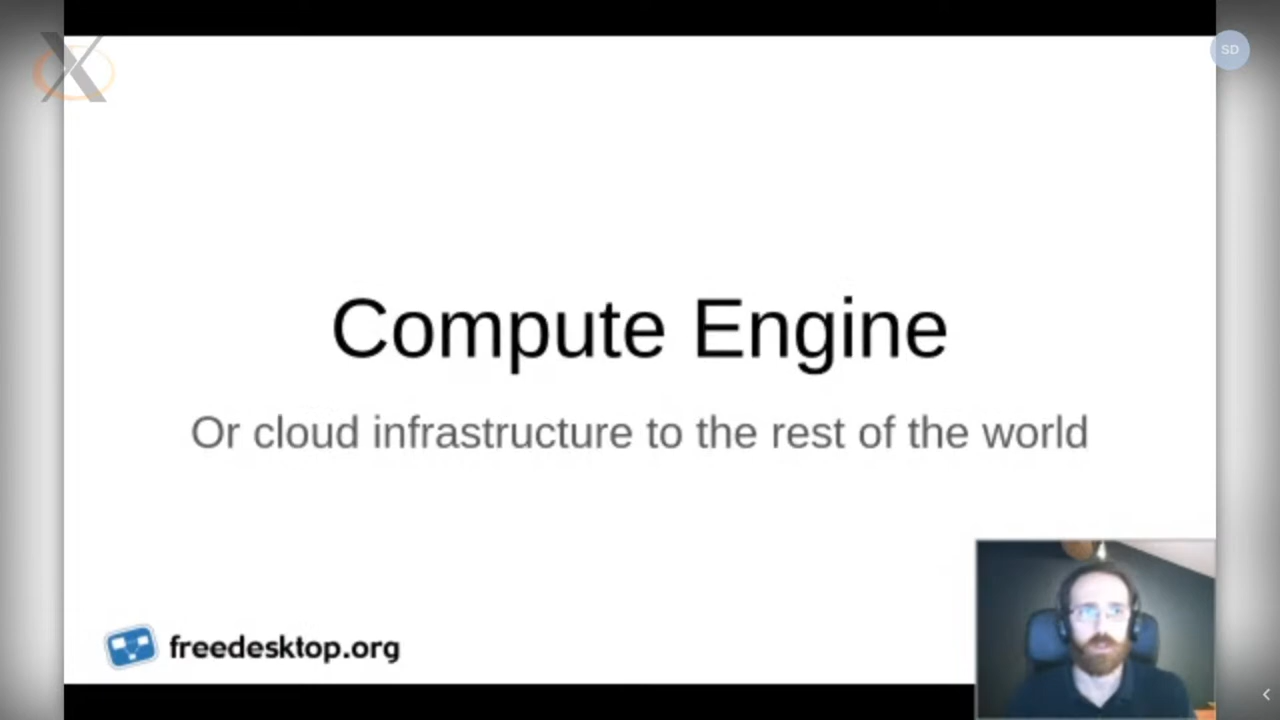 X
SD
Compute Engine
Or cloud infrastructure to the rest of the world
freedesktop.org